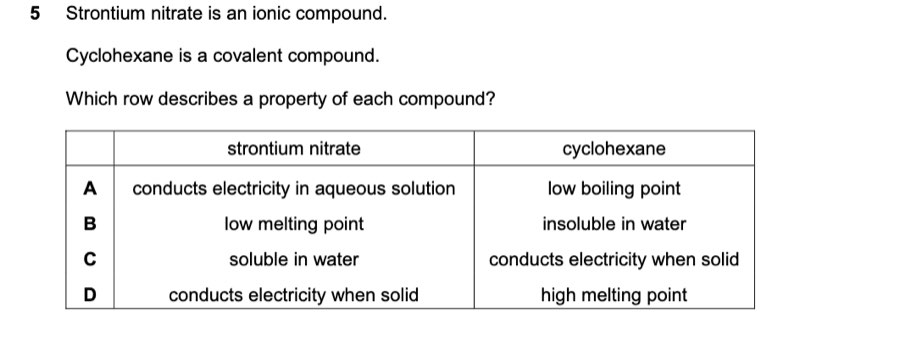 5 Strontium nitrate is an ionic compound.
Cyclohexane is a covalent compound.
Which row describes a property of each compound?
strontium nitrate cyclohexane
A conducts electricity in aqueous solution low boiling point
B low melting point insoluble in water
C soluble in water conducts electricity when solid
D conducts electricity when solid high melting point